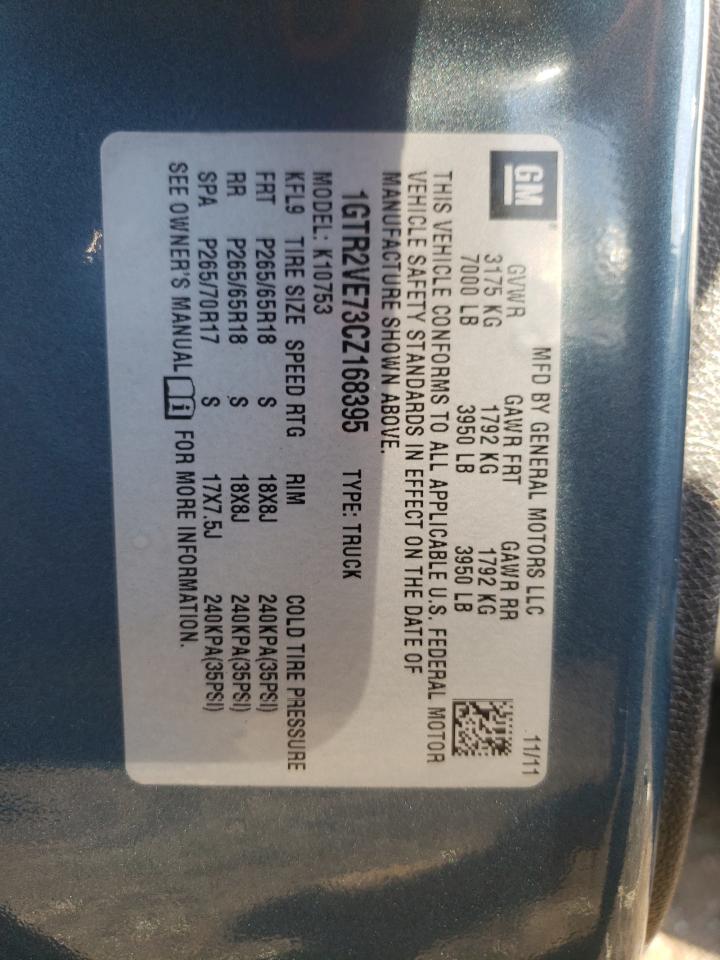 GM
MFD BY GENERAL MOTORS LLC 11/11
GVWR GAWR FRT GAWR RR
3175 KG 1792 KG 1792 KG
7000 LB 3950 LB 3950 LB
THIS VEHICLE CONFORMS TO ALL APPLICABLE U.S. FEDERAL MOTOR
VEHICLE SAFETY STANDARDS IN EFFECT ON THE DATE OF
MANUFACTURE SHOWN ABOVE.
1GTR2VE73CZ168395 TYPE: TRUCK
MODEL: K10753
KFL9 TIRE SIZE SPEED RTG RIM COLD TIRE PRESSURE
FRT P265/65R18 S 18X8J 240KPA(35PSI)
RR P265/65R18 S 18X8J 240KPA(35PSI)
SPA P265/70R17 S 17X7.5J 240KPA(35PSI)
SEE OWNER'S MANUAL i FOR MORE INFORMATION.